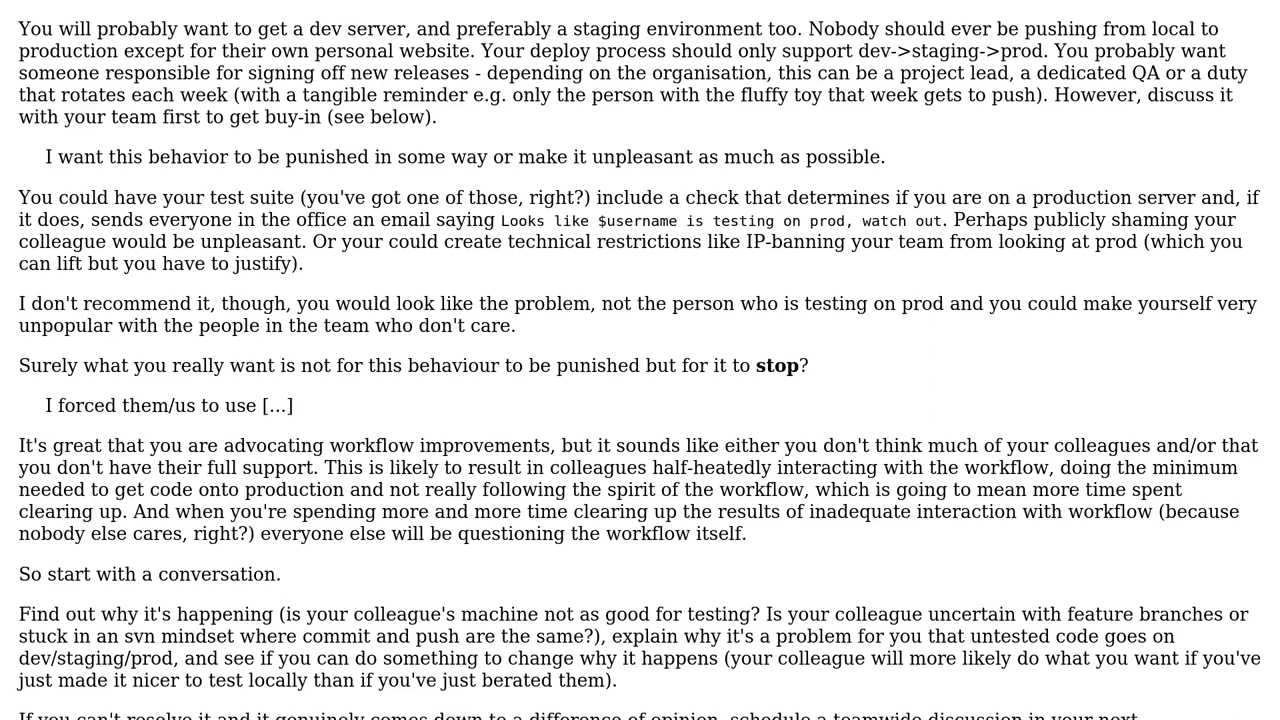 You will probably want to get a dev server, and preferably a staging environment too. Nobody should ever be pushing from local to
production except for their own personal website. Your deploy process should only support dev->staging->prod. You probably want
someone responsible for signing off new releases - depending on the organisation, this can be a project lead, a dedicated QA or a duty
that rotates each week (with a tangible reminder e.g. only the person with the fluffy toy that week gets to push). However, discuss it
with your team first to get buy-in (see below).
I want this behavior to be punished in some way or make it unpleasant as much as possible.
You could have your test suite (you've got one of those, right?) include a check that determines if you are on a production server and, if
it does, sends everyone in the office an email saying Looks like $username is testing on prod, watch out. Perhaps publicly shaming your
colleague would be unpleasant. Or your could create technical restrictions like IP-banning your team from looking at prod (which you
can lift but you have to justify).
I don't recommend it, though, you would look like the problem, not the person who is testing on prod and you could make yourself very
unpopular with the people in the team who don't care.
Surely what you really want is not for this behaviour to be punished but for it to stop?
I forced them/us to use [...]
It's great that you are advocating workflow improvements, but it sounds like either you don't think much of your colleagues and/or that
you don't have their full support. This is likely to result in colleagues half-heatedly interacting with the workflow, doing the minimum
needed to get code onto production and not really following the spirit of the workflow, which is going to mean more time spent
clearing up. And when you're spending more and more time clearing up the results of inadequate interaction with workflow (because
nobody else cares, right?) everyone else will be questioning the workflow itself.
So start with a conversation.
Find out why it's happening (is your colleague's machine not as good for testing? Is your colleague uncertain with feature branches or
stuck in an svn mindset where commit and push are the same?), explain why it's a problem for you that untested code goes on
dev/staging/prod, and see if you can do something to change why it happens (your colleague will more likely do what you want if you've
just made it nicer to test locally than if you've just berated them).
If you can't resolve it and it genuinely comes down to a difference of opinion, schedule a teamwide discussion in your next